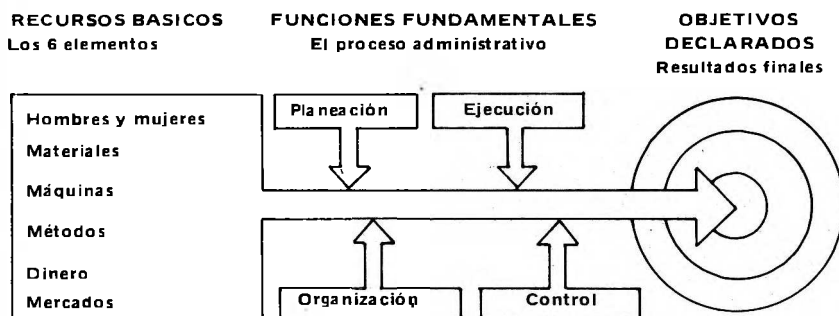 RECURSOS BASICOS
Los 6 elementos
FUNCIONES FUNDAMENTALES
El proceso administrativo
OBJETIVOS
DECLARADOS
Resultados finales
Hombres y mujeres
Materiales
Máquinas
Métodos
Dinero
Mercados
Planeación
Ejecución
Organización
Control